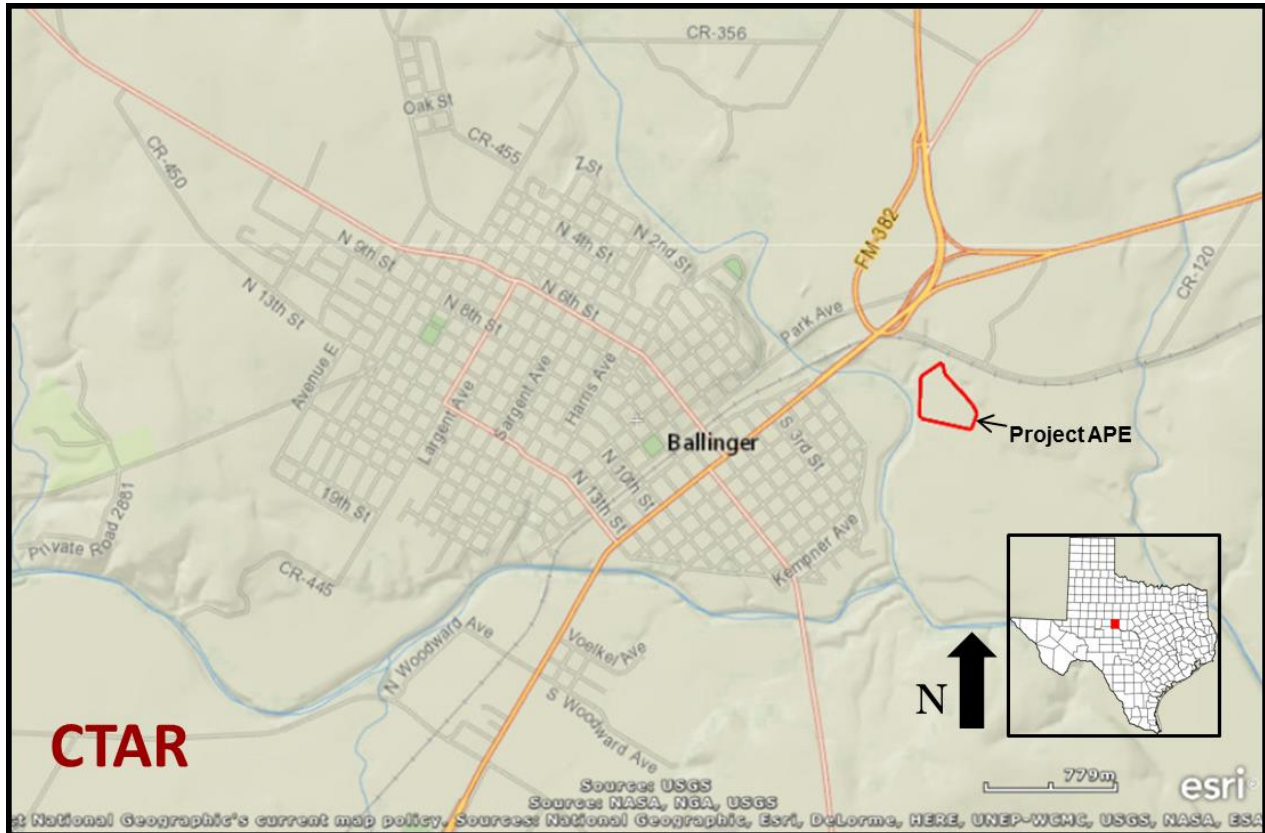 CR-356
Oak St
CR-455
Z St
CR-450
N 4th St
N 2nd St
FM-382
CR-120
N 9th St
N 6th St
N 13th St
N 8th St
Park Ave
Avenue E
Largent Ave
Sargent Ave
Harris Ave
Project APE
Ballinger
S 3rd St
N 10th St
N 13th St
19th St
Private Road 2881
CR-445
Kempner Ave
N Woodward Ave
Voelkel Ave
S Woodward Ave
N
CTAR
779m
esri
Sources: USGS
Source: NASA, NGA, USGS
National Geographic's current map policy. Sources: National Geographic, Esri, DeLorme, HERE, UNEP-WCMC, USGS, NASA, ESA